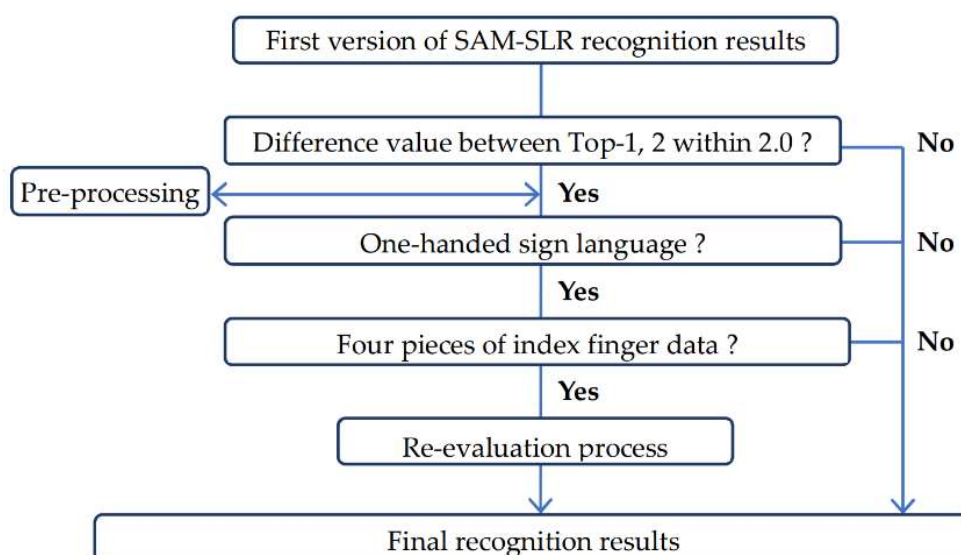 First version of SAM-SLR recognition results
Difference value between Top-1, 2 within 2.0 ?
No
Pre-processing
Yes
One-handed sign language ?
No
Yes
Four pieces of index finger data ?
No
Yes
Re-evaluation process
Final recognition results